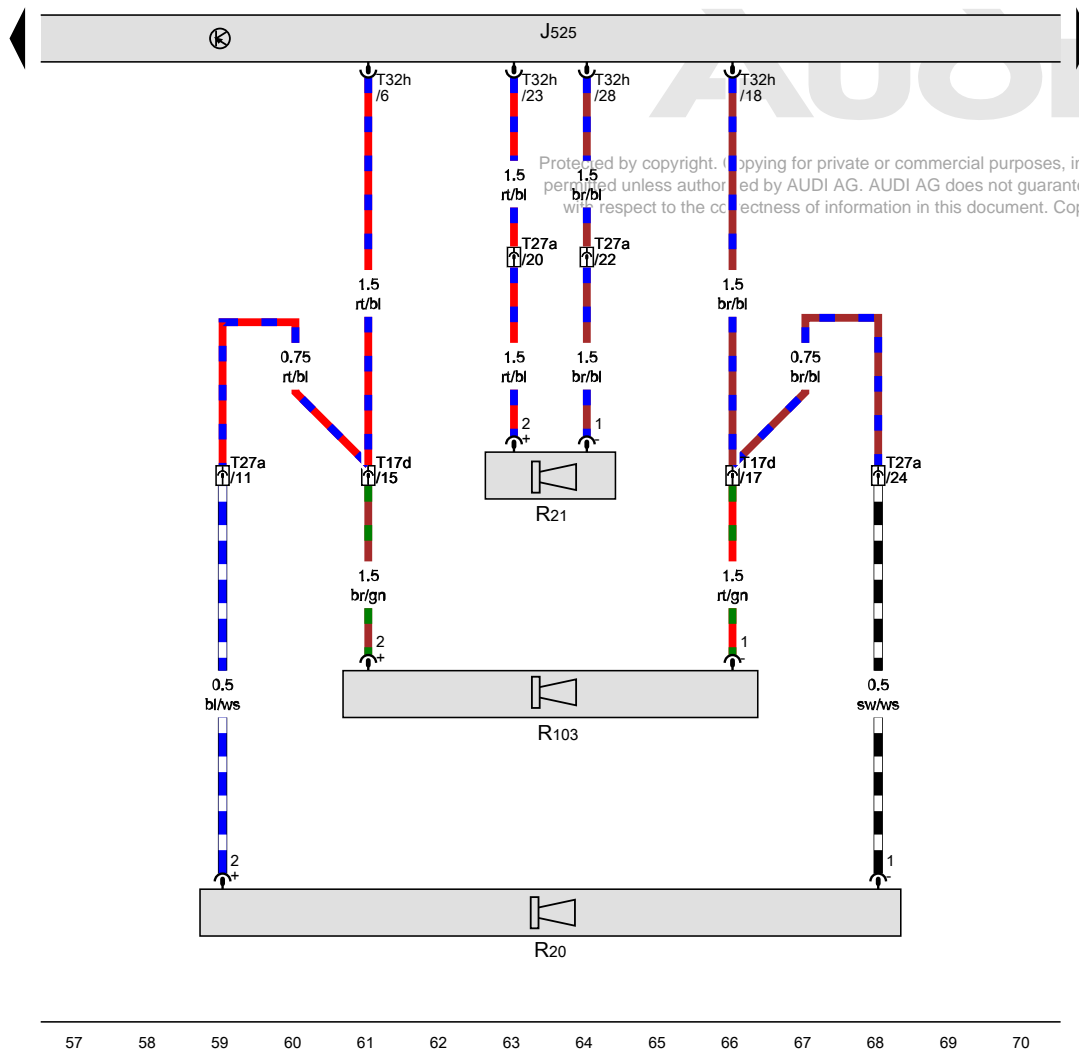 AUDI
J525
T32h
/6
T32h
/23
T32h
/28
T32h
/18
Protected by copyright. Copying for private or commercial purposes, in
permitted unless authorized by AUDI AG. AUDI AG does not guarante
with respect to the correctness of information in this document. Cop
1.5
rt/bl
1.5
br/bl
T27a
/20
T27a
/22
1.5
rt/bl
1.5
br/bl
0.75
rt/bl
1.5
rt/bl
1.5
br/bl
0.75
br/bl
2
+
1
-
T27a
/11
T17d
/15
T17d
/17
T27a
/24
R21
1.5
br/gn
1.5
rt/gn
2
+
1
-
0.5
bl/ws
0.5
sw/ws
R103
2
+
1
-
R20
57 58 59 60 61 62 63 64 65 66 67 68 69 70